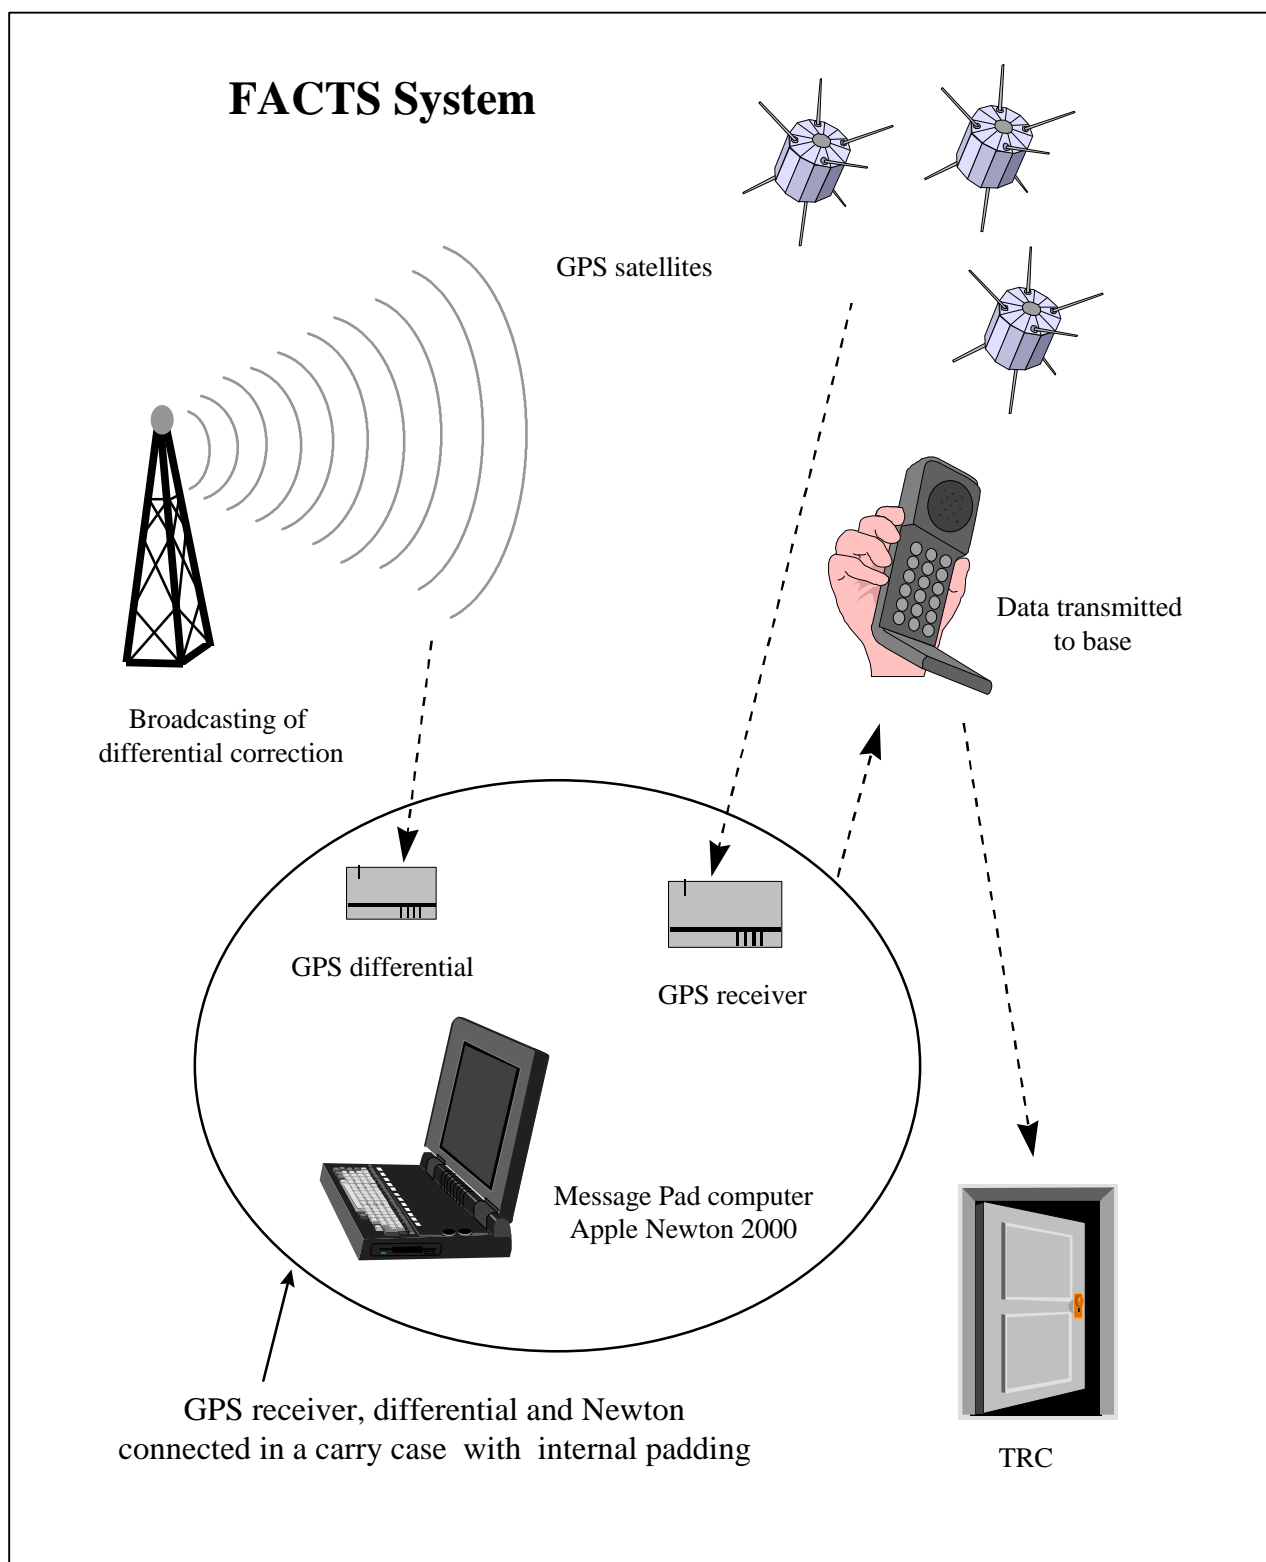 FACTS System
GPS satellites
Data transmitted
to base
Broadcasting of
differential correction
GPS differential
GPS receiver
Message Pad computer
Apple Newton 2000
GPS receiver, differential and Newton
connected in a carry case with internal padding
TRC